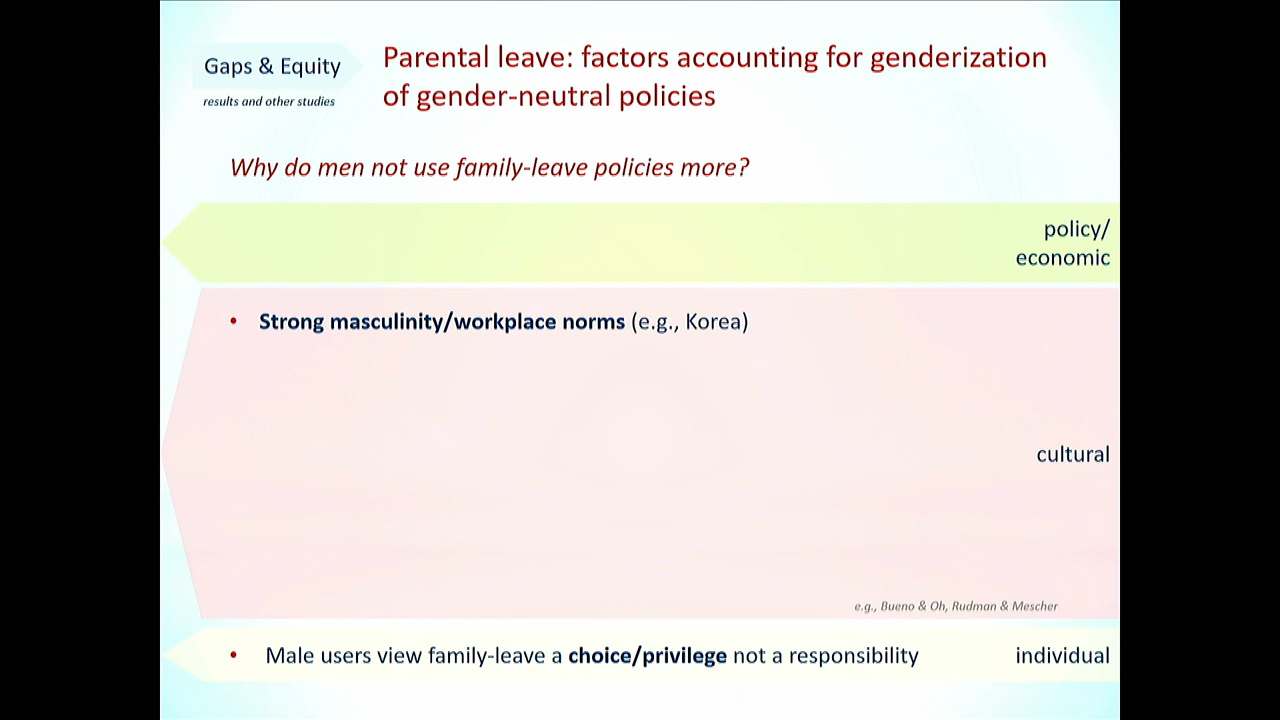 Gaps & Equity
results and other studies
Parental leave: factors accounting for genderization
of gender-neutral policies
Why do men not use family-leave policies more?
policy/
economic
• Strong masculinity/workplace norms (e.g., Korea)
cultural
e.g., Bueno & Oh, Rudman & Mescher
• Male users view family-leave a choice/privilege not a responsibility
individual